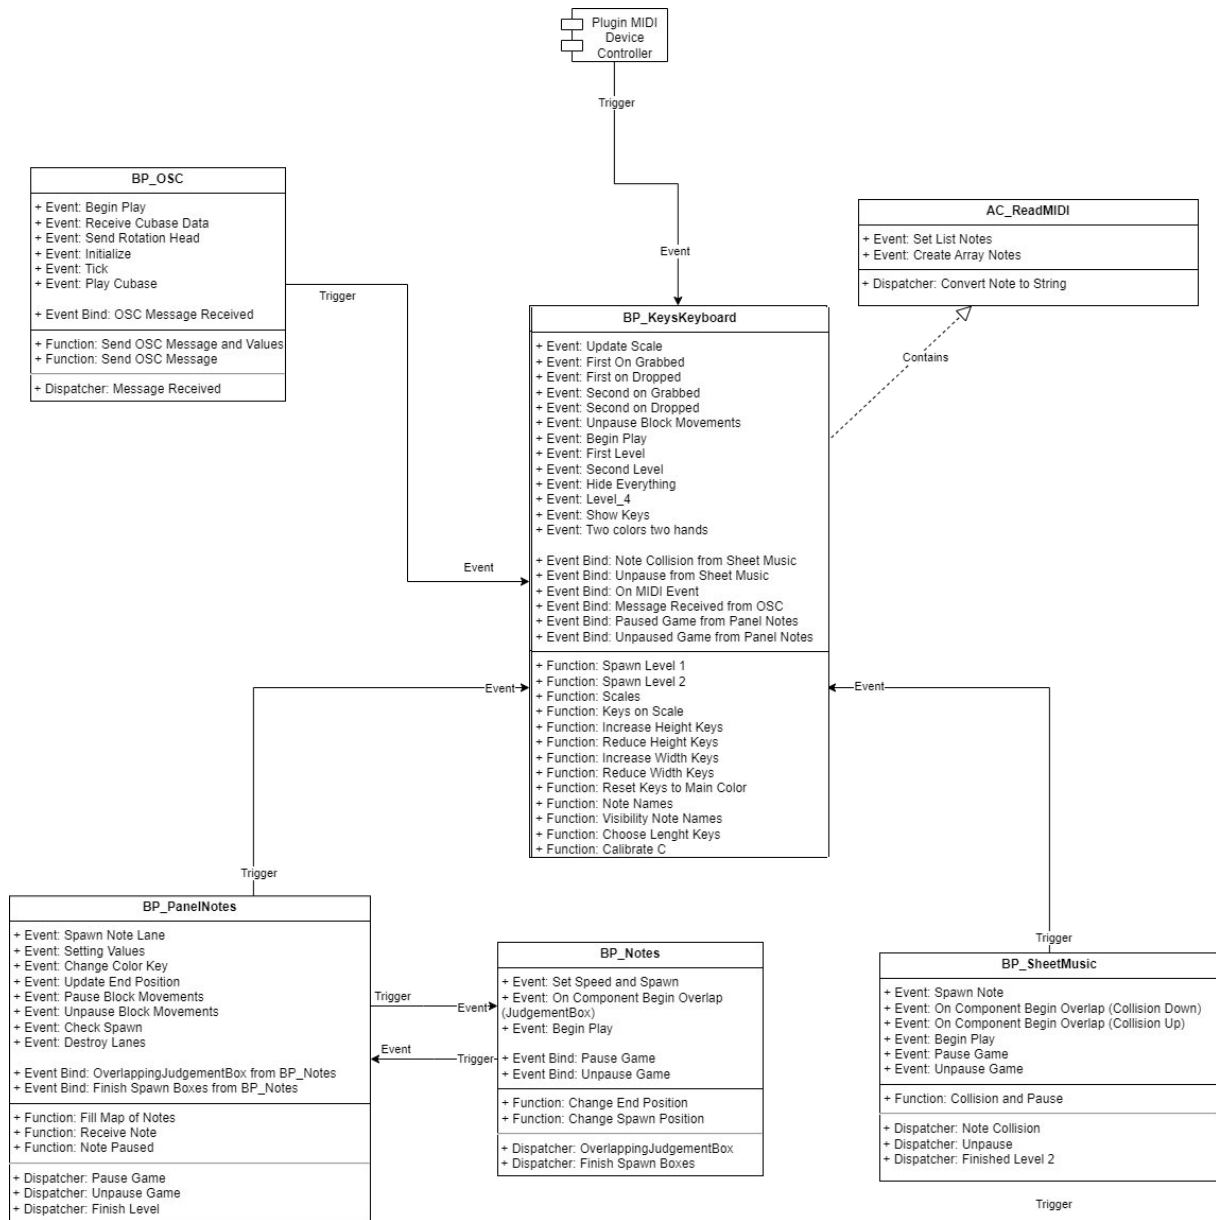 Plugin MIDI
Device
Controller
Trigger
Event
BP_OSC
+ Event: Begin Play
+ Event: Receive Cubase Data
+ Event: Send Rotation Head
+ Event: Initialize
+ Event: Tick
+ Event: Play Cubase
+ Event Bind: OSC Message Received
+ Function: Send OSC Message and Values
+ Function: Send OSC Message
+ Dispatcher: Message Received
Trigger
Event
AC_ReadMIDI
+ Event: Set List Notes
+ Event: Create Array Notes
+ Dispatcher: Convert Note to String
Contains
BP_KeysKeyboard
+ Event: Update Scale
+ Event: First On Grabbed
+ Event: First on Dropped
+ Event: Second on Grabbed
+ Event: Second on Dropped
+ Event: Unpause Block Movements
+ Event: Begin Play
+ Event: First Level
+ Event: Second Level
+ Event: Hide Everything
+ Event: Level_4
+ Event: Show Keys
+ Event: Two colors two hands
+ Event Bind: Note Collision from Sheet Music
+ Event Bind: Unpause from Sheet Music
+ Event Bind: On MIDI Event
+ Event Bind: Message Received from OSC
+ Event Bind: Paused Game from Panel Notes
+ Event Bind: Unpaused Game from Panel Notes
+ Function: Spawn Level 1
+ Function: Spawn Level 2
+ Function: Scales
+ Function: Keys on Scale
+ Function: Increase Height Keys
+ Function: Reduce Height Keys
+ Function: Increase Width Keys
+ Function: Reduce Width Keys
+ Function: Reset Keys to Main Color
+ Function: Note Names
+ Function: Visibility Note Names
+ Function: Choose Lenght Keys
+ Function: Calibrate C
Event
Event
Trigger
BP_PanelNotes
+ Event: Spawn Note Lane
+ Event: Setting Values
+ Event: Change Color Key
+ Event: Update End Position
+ Event: Pause Block Movements
+ Event: Unpause Block Movements
+ Event: Check Spawn
+ Event: Destroy Lanes
+ Event Bind: OverlappingJudgementBox from BP_Notes
+ Event Bind: Finish Spawn Boxes from BP_Notes
+ Function: Fill Map of Notes
+ Function: Receive Note
+ Function: Note Paused
+ Dispatcher: Pause Game
+ Dispatcher: Unpause Game
+ Dispatcher: Finish Level
Trigger
Event
Event
Trigger
BP_Notes
+ Event: Set Speed and Spawn
+ Event: On Component Begin Overlap
(JudgementBox)
+ Event: Begin Play
+ Event Bind: Pause Game
+ Event Bind: Unpause Game
+ Function: Change End Position
+ Function: Change Spawn Position
+ Dispatcher: OverlappingJudgementBox
+ Dispatcher: Finish Spawn Boxes
Trigger
BP_SheetMusic
+ Event: Spawn Note
+ Event: On Component Begin Overlap (Collision Down)
+ Event: On Component Begin Overlap (Collision Up)
+ Event: Begin Play
+ Event: Pause Game
+ Event: Unpause Game
+ Function: Collision and Pause
+ Dispatcher: Note Collision
+ Dispatcher: Unpause
+ Dispatcher: Finished Level 2
Trigger